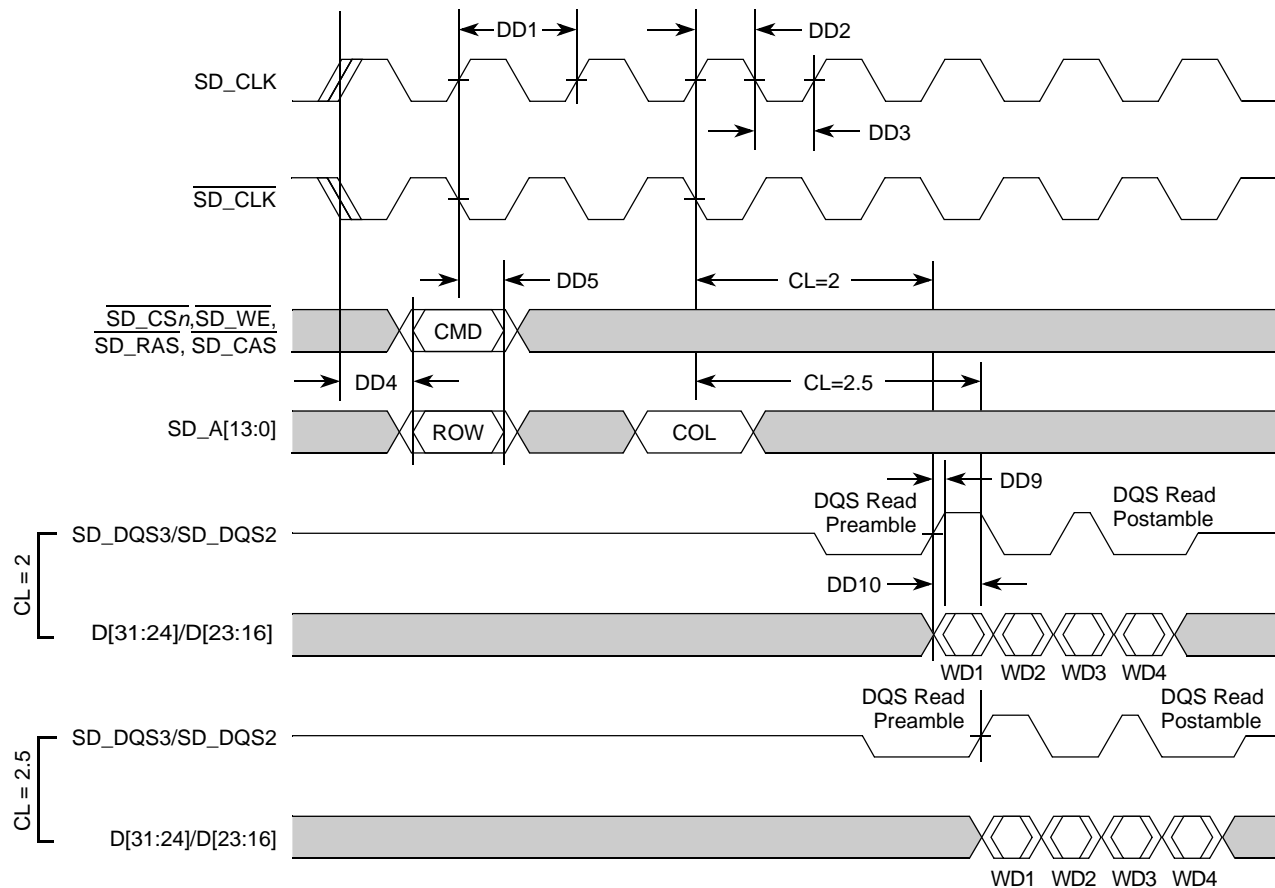 DD1
DD2
SD_CLK
DD3
SD_CLK
DD5
CL=2
SD_CSn,SD_WE,
SD_RAS, SD_CAS
CMD
DD4
CL=2.5
SD_A[13:0]
ROW
COL
DD9
DQS Read
Preamble
DQS Read
Postamble
SD_DQS3/SD_DQS2
CL = 2
DD10
D[31:24]/D[23:16]
WD1 WD2 WD3 WD4
DQS Read
Preamble
DQS Read
Postamble
SD_DQS3/SD_DQS2
CL = 2.5
D[31:24]/D[23:16]
WD1 WD2 WD3 WD4